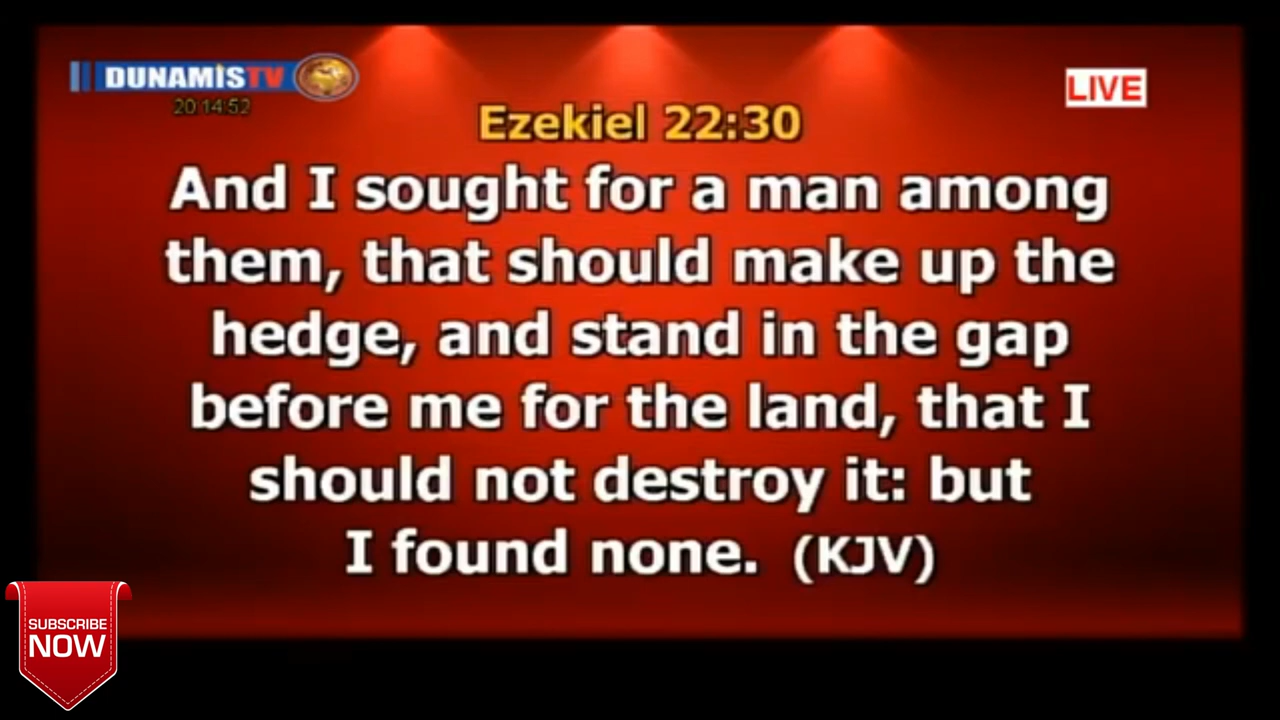 DUNAMIS TV
20 14:52
LIVE
Ezekiel 22:30
And I sought for a man among
them, that should make up the
hedge, and stand in the gap
before me for the land, that I
should not destroy it: but
I found none. (KJV)
SUBSCRIBE
NOW